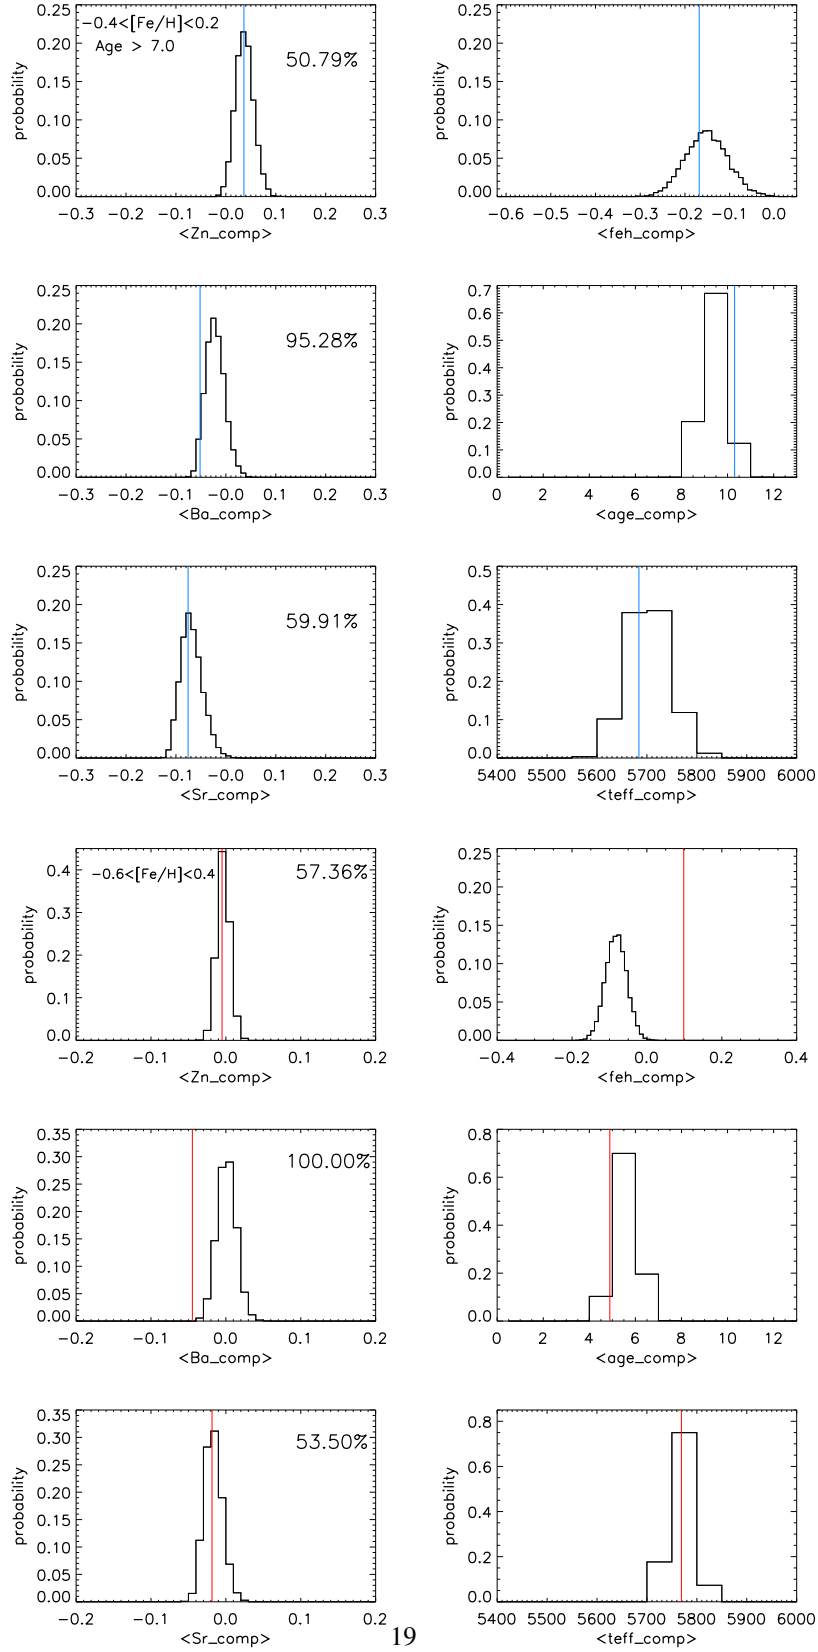 −0.4<[Fe/H]<0.2
Age > 7.0
50.79%
probability
0.25
0.20
0.15
0.10
0.05
0.00
−0.3 −0.2 −0.1 −0.0 0.1 0.2 0.3
<Zn_comp>
probability
0.25
0.20
0.15
0.10
0.05
0.00
−0.6 −0.5 −0.4 −0.3 −0.2 −0.1 0.0
<feh_comp>
95.28%
probability
0.25
0.20
0.15
0.10
0.05
0.00
−0.3 −0.2 −0.1 −0.0 0.1 0.2 0.3
<Ba_comp>
probability
0.7
0.6
0.5
0.4
0.3
0.2
0.1
0.0
0 2 4 6 8 10 12
<age_comp>
59.91%
probability
0.25
0.20
0.15
0.10
0.05
0.00
−0.3 −0.2 −0.1 −0.0 0.1 0.2 0.3
<Sr_comp>
probability
0.5
0.4
0.3
0.2
0.1
0.0
5400 5500 5600 5700 5800 5900 6000
<teff_comp>
−0.6<[Fe/H]<0.4
57.36%
probability
0.4
0.3
0.2
0.1
0.0
−0.2 −0.1 0.0 0.1 0.2
<Zn_comp>
probability
0.25
0.20
0.15
0.10
0.05
0.00
−0.4 −0.2 0.0 0.2 0.4
<feh_comp>
100.00%
probability
0.35
0.30
0.25
0.20
0.15
0.10
0.05
0.00
−0.2 −0.1 0.0 0.1 0.2
<Ba_comp>
probability
0.8
0.6
0.4
0.2
0.0
0 2 4 6 8 10 12
<age_comp>
53.50%
probability
0.35
0.30
0.25
0.20
0.15
0.10
0.05
0.00
−0.2 −0.1 0.0 0.1 0.2
<Sr_comp>
probability
0.8
0.6
0.4
0.2
0.0
5400 5500 5600 5700 5800 5900 6000
<teff_comp>
19